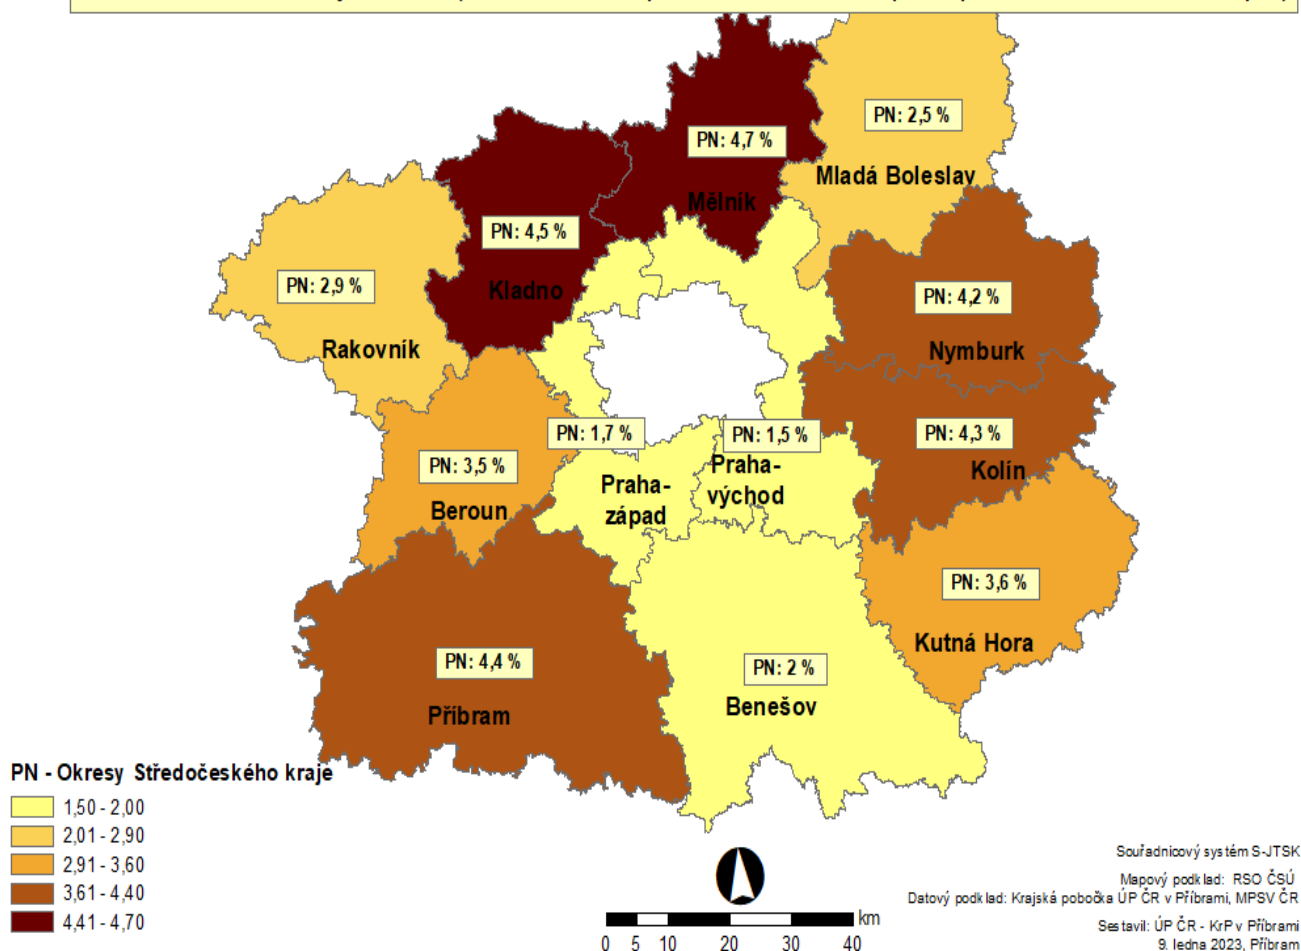 PN: 2,5 %
Mladá Boleslav
PN: 4,7 %
Mělník
PN: 4,5 %
Kladno
PN: 2,9 %
Rakovník
PN: 4,2 %
Nymburk
PN: 1,7 %
PN: 1,5 %
PN: 4,3 %
Kolín
PN: 3,5 %
Beroun
Praha-
západ
Praha-
východ
PN: 3,6 %
Kutná Hora
PN: 4,4 %
Příbram
PN: 2 %
Benešov
PN - Okresy Středočeského kraje
1,50 - 2,00
2,01 - 2,90
2,91 - 3,60
3,61 - 4,40
4,41 - 4,70
km
0 5 10 20 30 40
Souřadnicový systém S-JTSK
Mapový podklad: RSO ČSÚ
Datový podklad: Krajská pobočka ÚP ČR v Příbrami, MPSV ČR
Sestavil: ÚP ČR - KrP v Příbrami
9. ledna 2023, Příbram